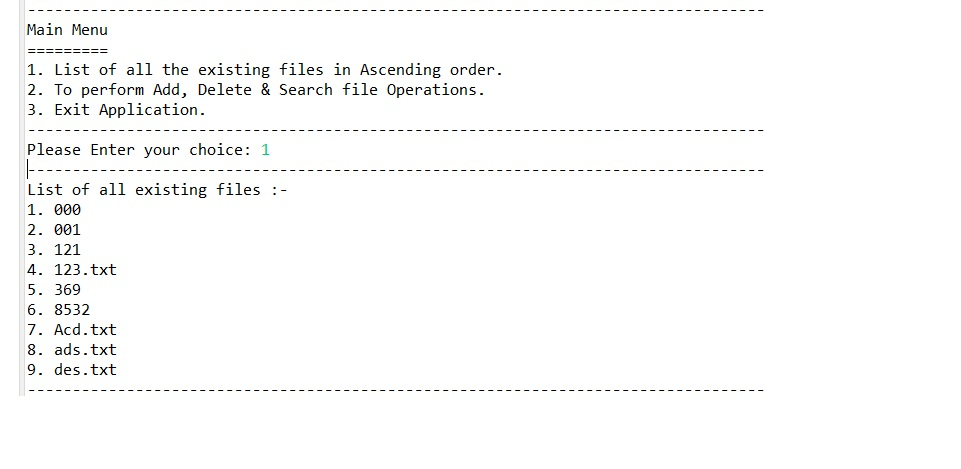 --------------------------------------------------------------------------------
Main Menu
=========
1. List of all the existing files in Ascending order.
2. To perform Add, Delete & Search file Operations.
3. Exit Application.
--------------------------------------------------------------------------------
Please Enter your choice: 1
--------------------------------------------------------------------------------
List of all existing files :-
1. 000
2. 001
3. 121
4. 123.txt
5. 369
6. 8532
7. Acd.txt
8. ads.txt
9. des.txt
--------------------------------------------------------------------------------